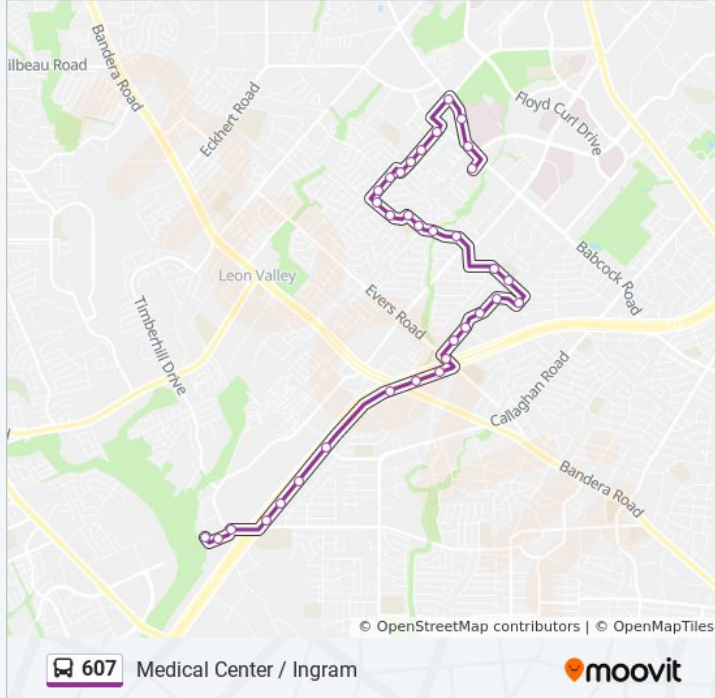 ilbeau Road
Bandera Road
Eckhert Road
Floyd Curl Drive
Babcock Road
Leon Valley
Evers Road
Timberhill Drive
Callaghan Road
Bandera Road
© OpenStreetMap contributors | © OpenMapTiles
607 Medical Center / Ingram
moovit